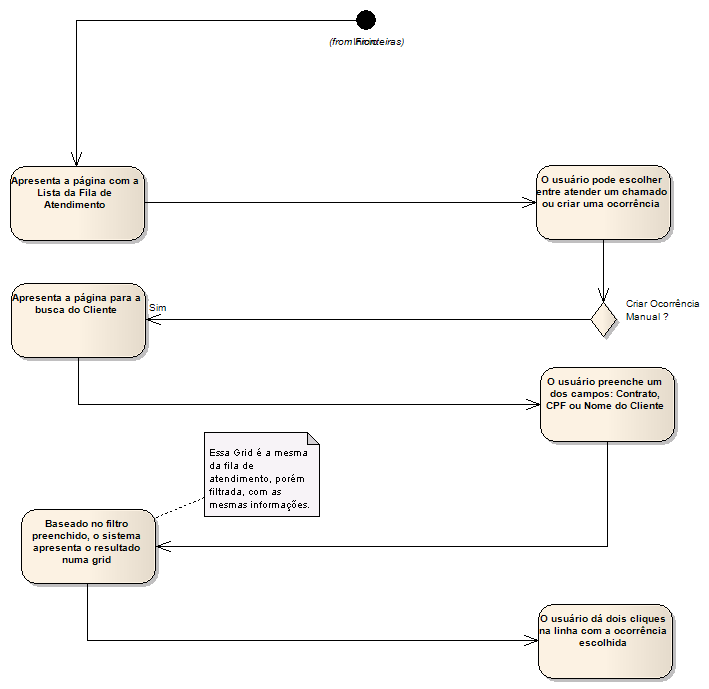 (from Fronteiras)
Apresenta a página com a
Lista da Fila de
Atendimento
O usuário pode escolher
entre atender um chamado
ou criar uma ocorrência
Apresenta a página para a
busca do Cliente
Sim
Criar Ocorrência
Manual ?
O usuário preenche um
dos campos: Contrato,
CPF ou Nome do Cliente
Essa Grid é a mesma
da fila de
atendimento, porém
filtrada, com as
mesmas informações.
Baseado no filtro
preenchido, o sistema
apresenta o resultado
numa grid
O usuário dá dois cliques
na linha com a ocorrência
escolhida